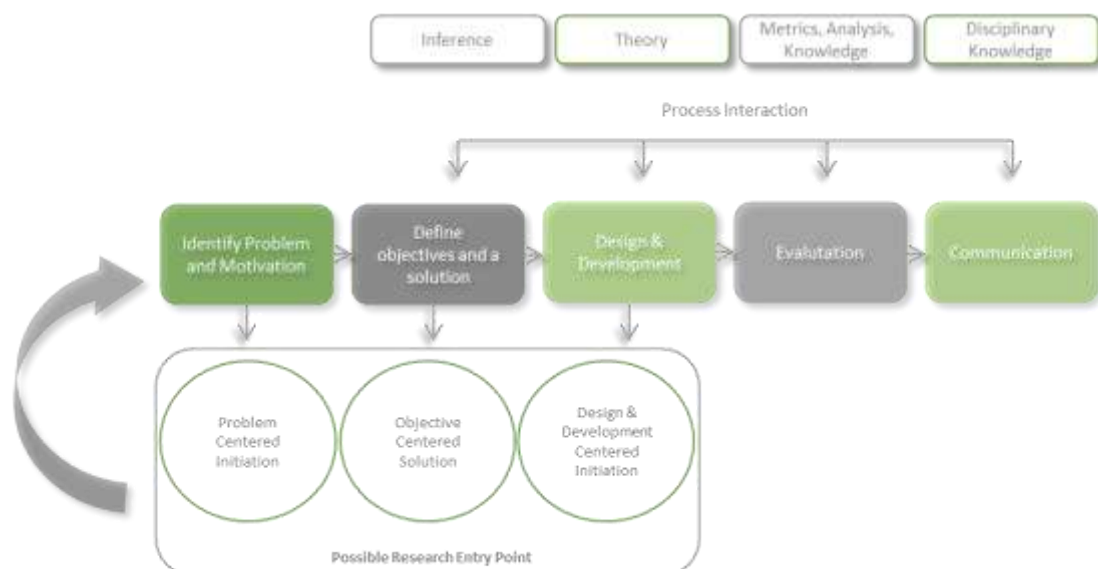 Inference
Theory
Metrics, Analysis,
Knowledge
Disciplinary
Knowledge
Process Interaction
Identify Problem
and Motivation
Define
objectives and a
solution
Design &
Development
Evalutation
Communication
Problem
Centered
Initiation
Objective
Centered
Solution
Design &
Development
Centered
Initiation
Possible Research Entry Point